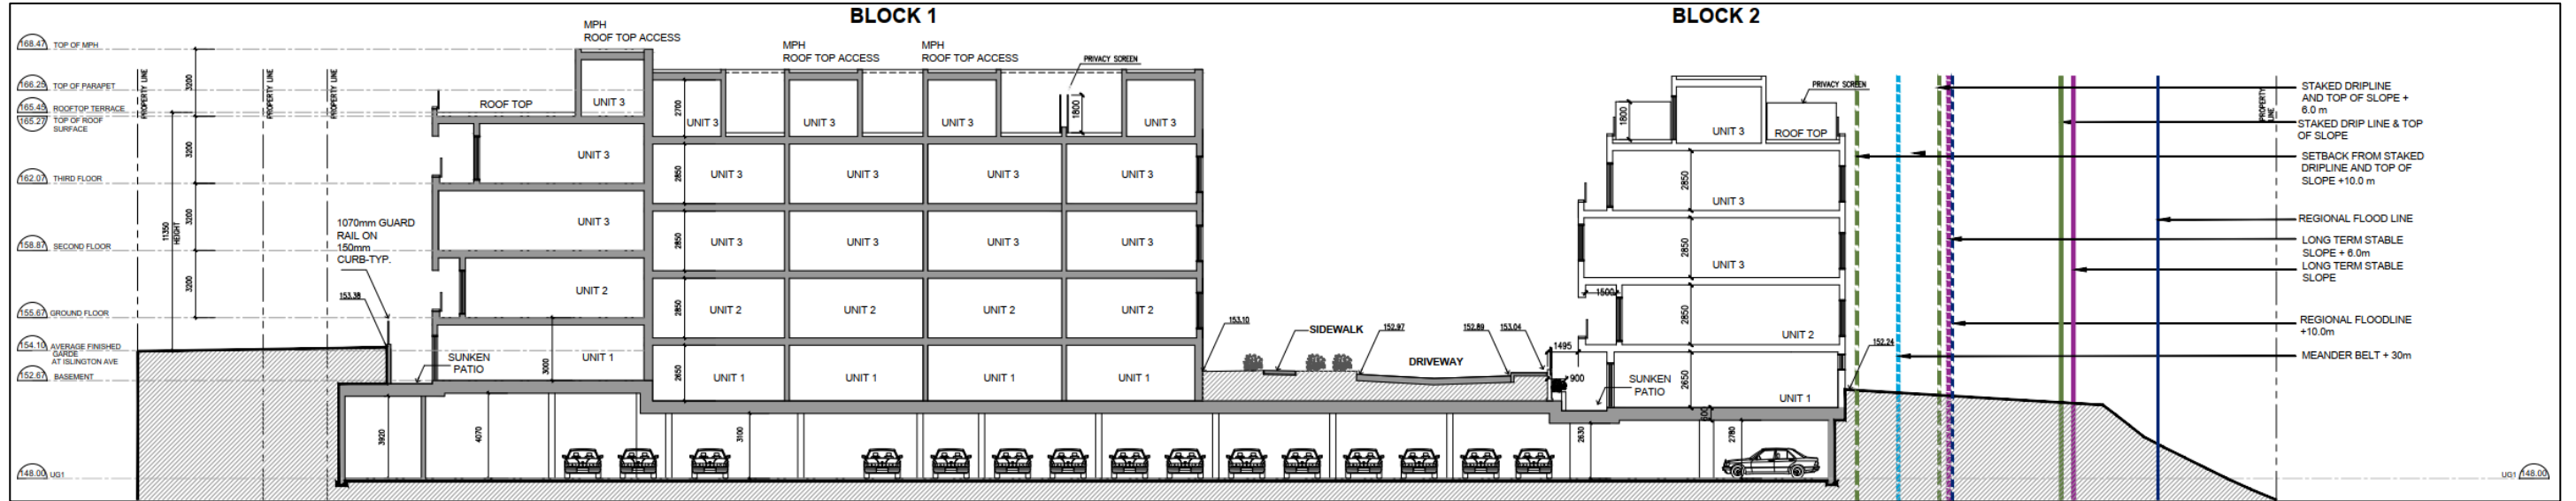 BLOCK 1
BLOCK 2
MPH
ROOF TOP ACCESS
MPH
ROOF TOP ACCESS
MPH
ROOF TOP ACCESS
PRIVACY SCREEN
PRIVACY SCREEN
168.47 TOP OF MPH
166.25 TOP OF PARAPET
165.45 ROOFTOP TERRACE
165.27 TOP OF ROOF
SURFACE
162.07 THIRD FLOOR
158.87 SECOND FLOOR
155.67 GROUND FLOOR
154.10 AVERAGE FINISHED
GARDE
AT ISLINGTON AVE
152.67 BASEMENT
148.00 UG1
PROPERTY LINE
PROPERTY LINE
PROPERTY LINE
11350
HEIGHT
3200
3200
3200
3200
1070mm GUARD
RAIL ON
150mm
CURB-TYP.
153.38
SUNKEN
PATIO
ROOF TOP
UNIT 3
UNIT 3
UNIT 3
UNIT 2
UNIT 1
3000
2700
UNIT 3
UNIT 3
UNIT 3
1800
UNIT 3
2850
UNIT 3
UNIT 3
UNIT 3
UNIT 3
2850
UNIT 3
UNIT 3
UNIT 3
UNIT 3
2850
UNIT 2
UNIT 2
UNIT 2
UNIT 2
2650
UNIT 1
UNIT 1
UNIT 1
UNIT 1
3920
4070
3100
2630
2780
153.10
SIDEWALK
152.97
DRIVEWAY
152.89
153.04
1495
900
SUNKEN
PATIO
1800
UNIT 3
ROOF TOP
2850
UNIT 3
2850
UNIT 3
1500
2850
UNIT 2
2650
UNIT 1
152.24
PROPERTY
LINE
STAKED DRIPLINE
AND TOP OF SLOPE +
6.0 m
STAKED DRIP LINE & TOP
OF SLOPE
SETBACK FROM STAKED
DRIPLINE AND TOP OF
SLOPE +10.0 m
REGIONAL FLOOD LINE
LONG TERM STABLE
SLOPE + 6.0m
LONG TERM STABLE
SLOPE
REGIONAL FLOODLINE
+10.0m
MEANDER BELT + 30m
UG1 148.00